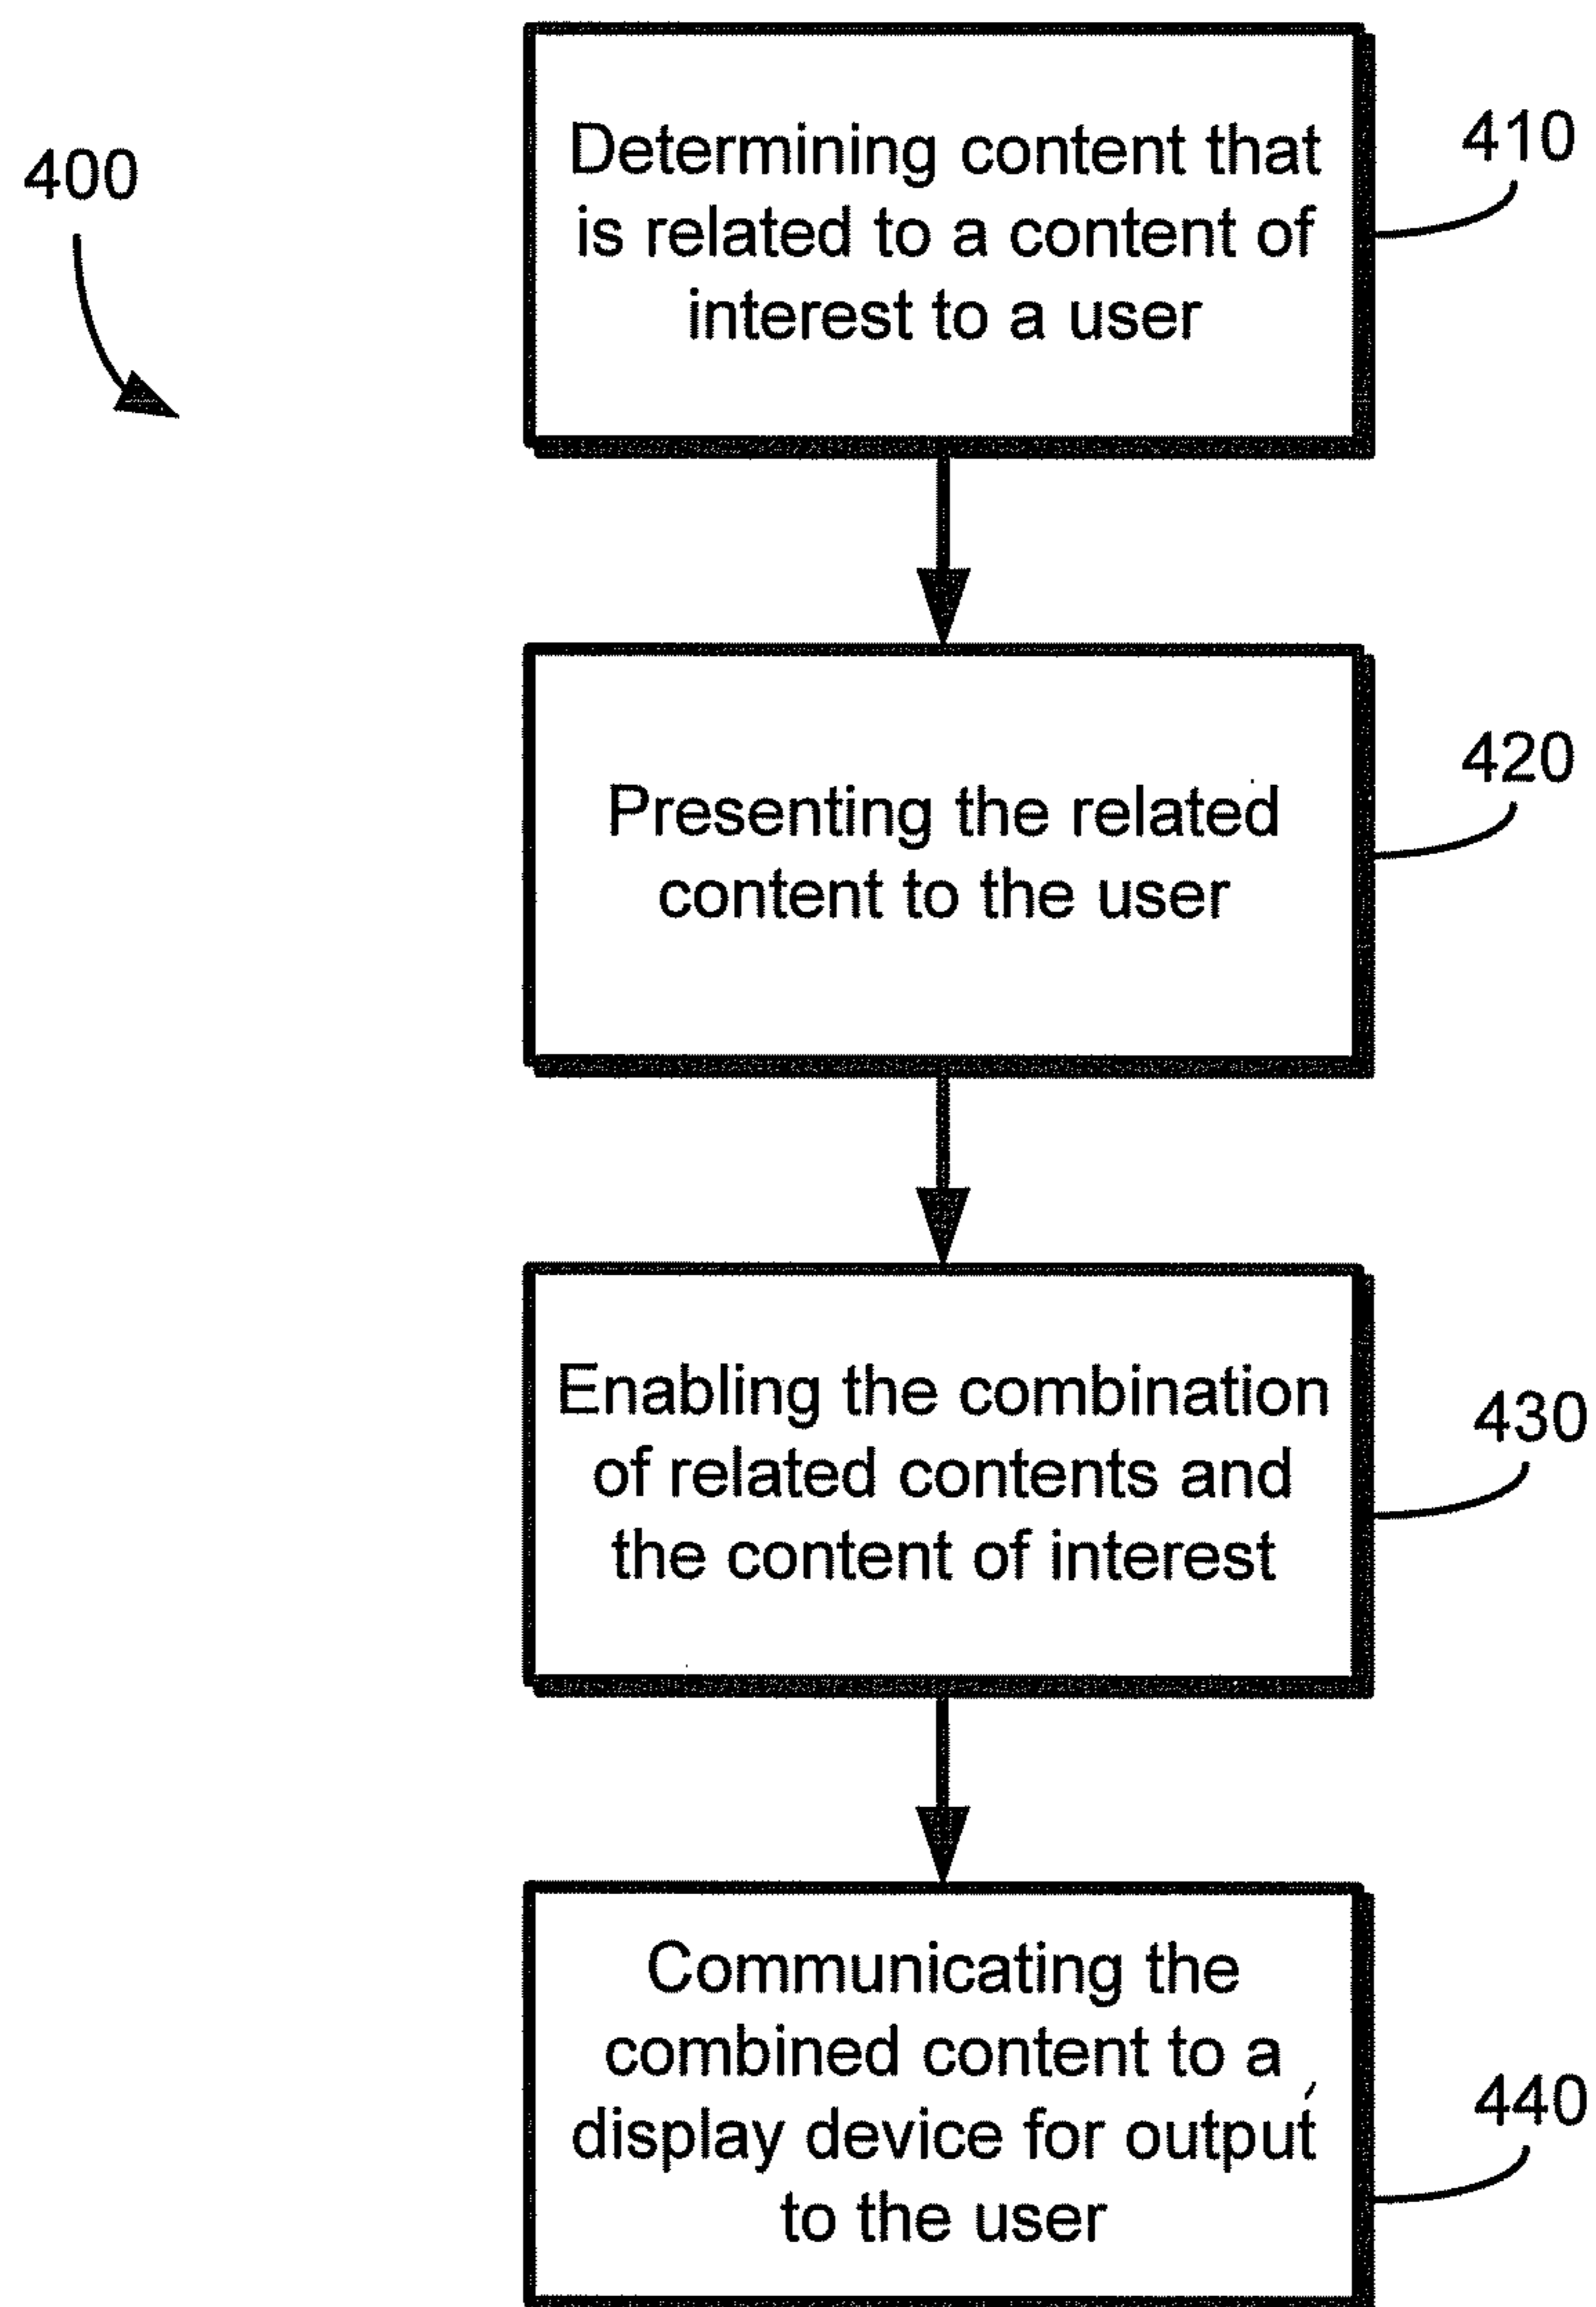 400
Determining content that
is related to a content of
interest to a user
410
Presenting the related
content to the user
420
Enabling the combination
of related contents and
the content of interest
430
Communicating the
combined content to a
display device for output
to the user
440